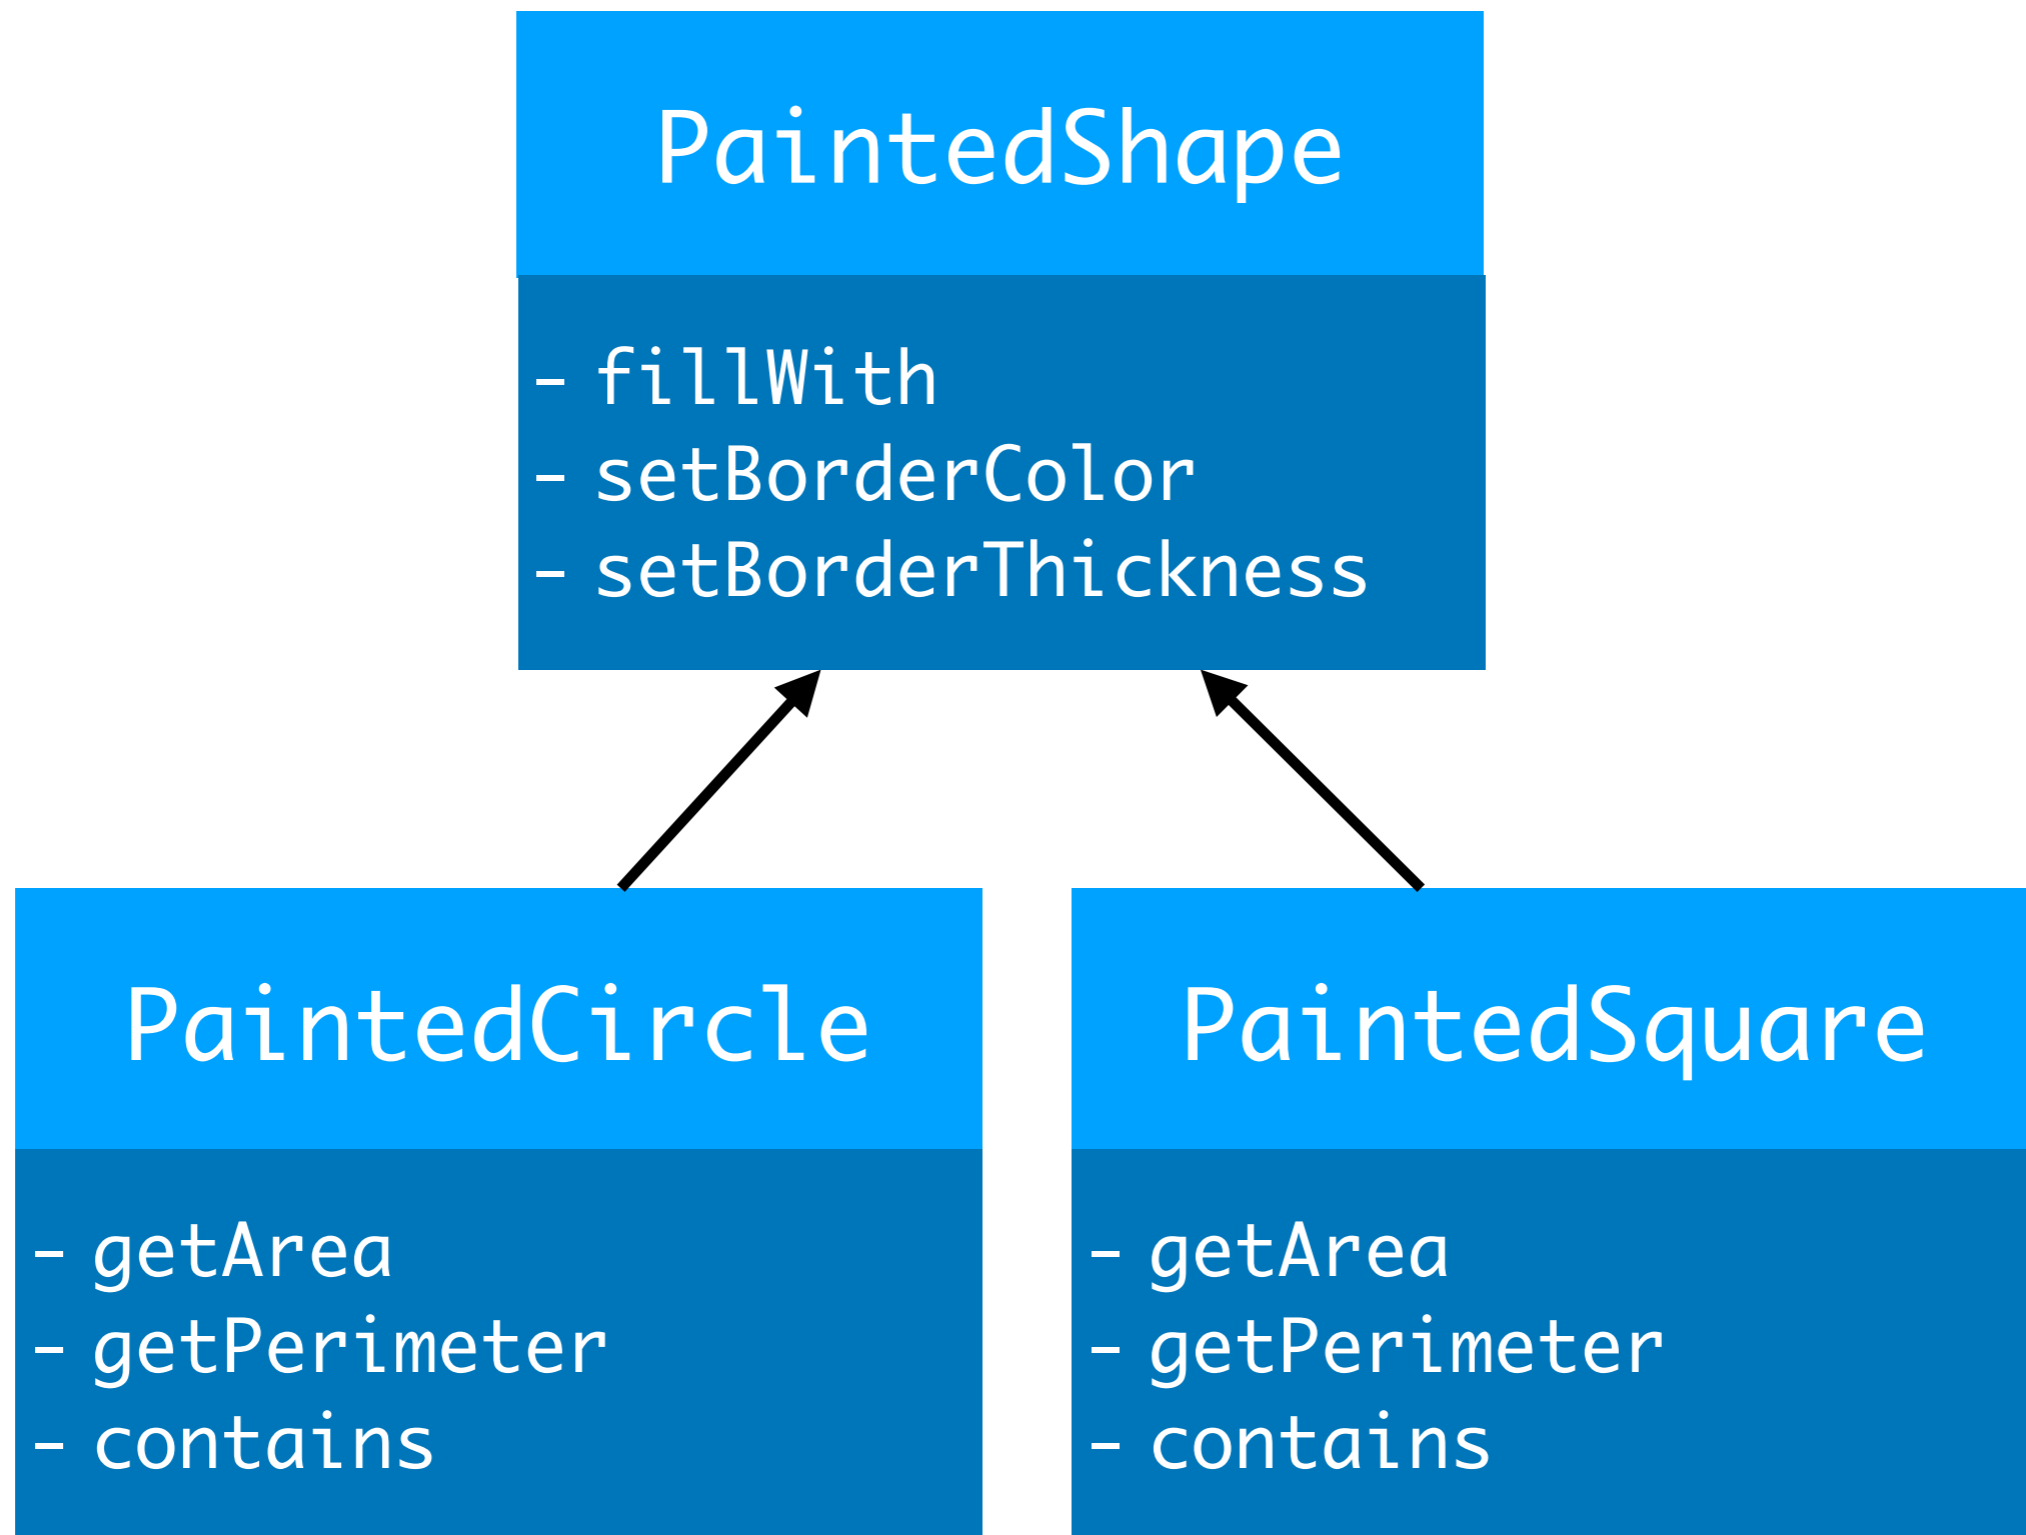 PaintedShape
- fillWith
- setBorderColor
- setBorderThickness
PaintedCircle
- getArea
- getPerimeter
- contains
PaintedSquare
- getArea
- getPerimeter
- contains